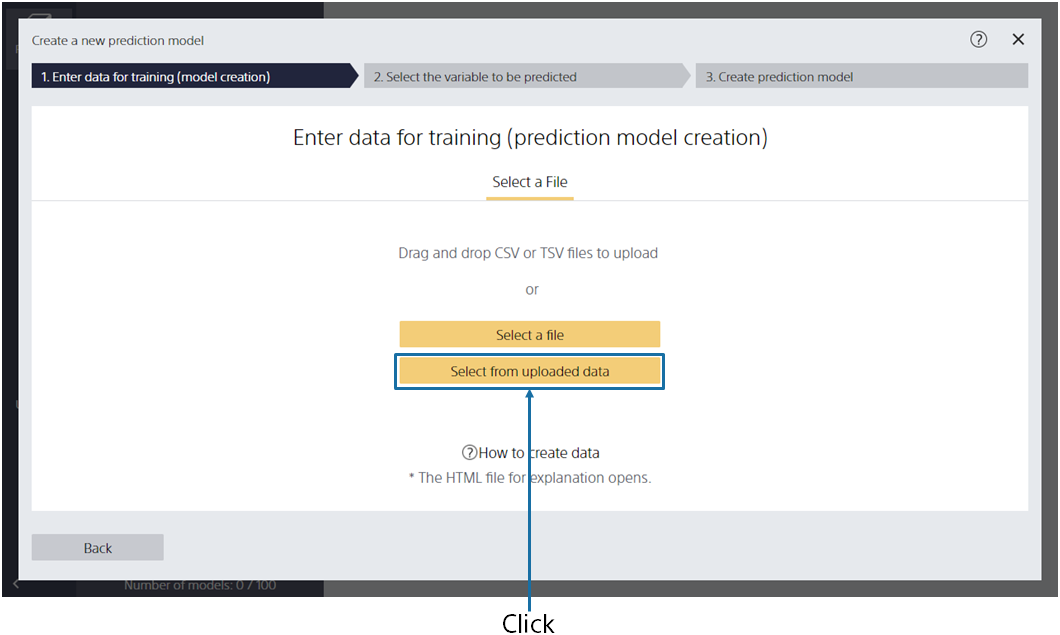 Create a new prediction model
1. Enter data for training (model creation)
2. Select the variable to be predicted
3. Create prediction model
Enter data for training (prediction model creation)
Select a File
Drag and drop CSV or TSV files to upload
or
Select a file
Select from uploaded data
?How to create data
* The HTML file for explanation opens.
Back
Number of models: 0 / 100
Click